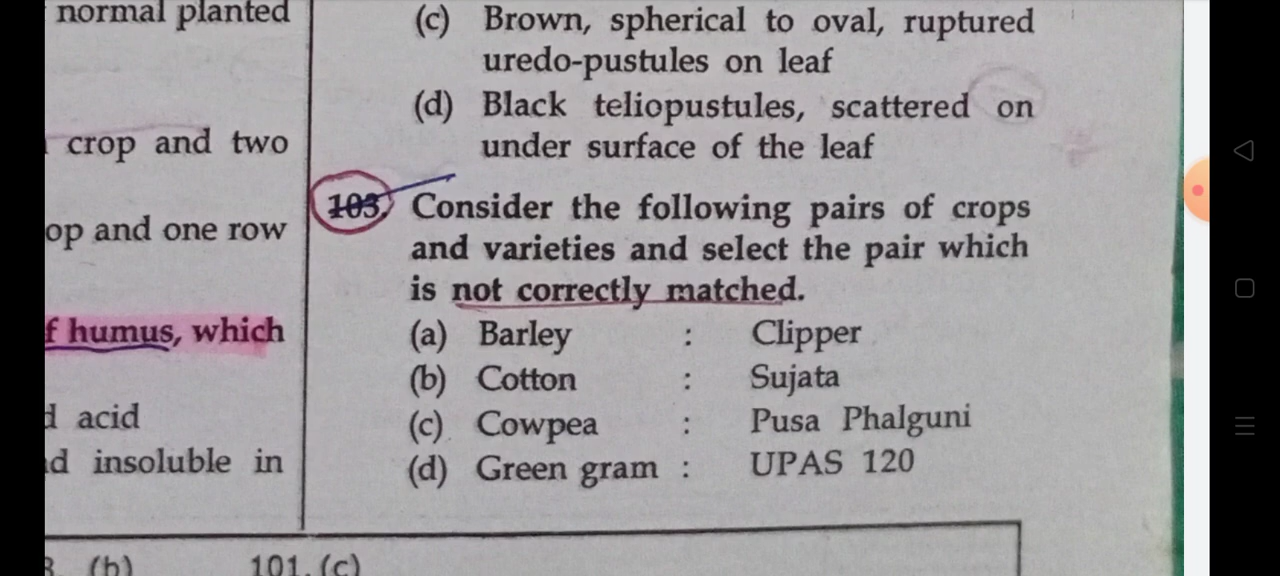 normal planted
crop and two
op and one row
f humus, which
d acid
d insoluble in
(c) Brown, spherical to oval, ruptured
uredo-pustules on leaf
(d) Black teliopustules, scattered on
under surface of the leaf
103. Consider the following pairs of crops
and varieties and select the pair which
is not correctly matched.
(a) Barley : Clipper
(b) Cotton : Sujata
(c) Cowpea : Pusa Phalguni
(d) Green gram : UPAS 120
(b) 101. (c)